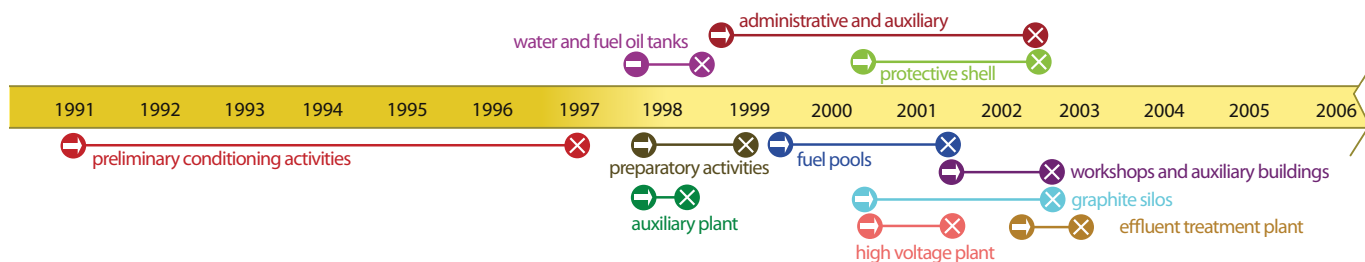 administrative and auxiliary
water and fuel oil tanks
protective shell
1991 1992 1993 1994 1995 1996 1997 1998 1999 2000 2001 2002 2003 2004 2005 2006
preliminary conditioning activities
preparatory activities
fuel pools
workshops and auxiliary buildings
graphite silos
auxiliary plant
effluent treatment plant
high voltage plant